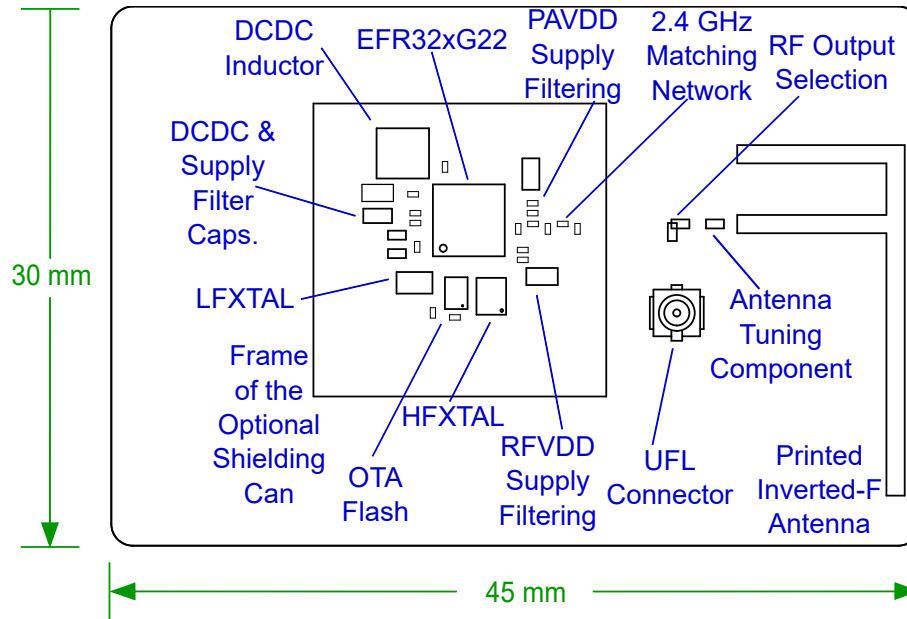 DCDC
Inductor
EFR32xG22
PAVDD
Supply
Filtering
2.4 GHz
Matching
Network
RF Output
Selection
DCDC &
Supply
Filter
Caps.
30 mm
LFXTAL
Antenna
Tuning
Component
Frame
of the
Optional
Shielding
Can
HFXTAL
OTA
Flash
RFVDD
Supply
Filtering
UFL
Connector
Printed
Inverted-F
Antenna
45 mm